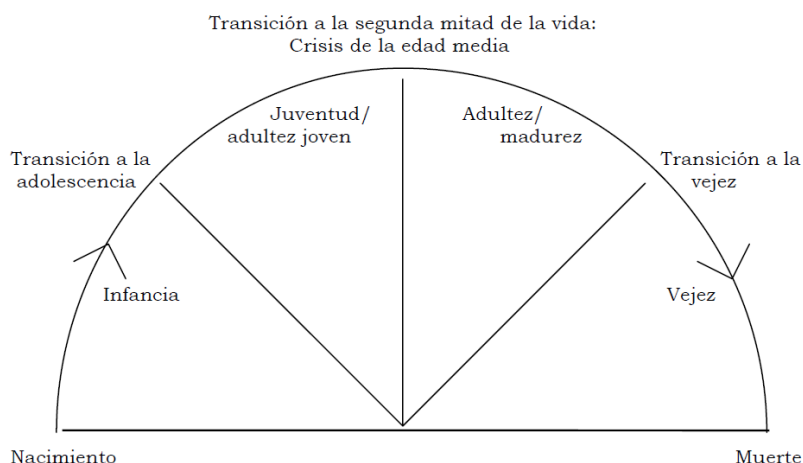 Transición a la segunda mitad de la vida:
Crisis de la edad media
Juventud/
adultez joven
Adultez/
madurez
Transición a la
adolescencia
Transición a la
vejez
Infancia
Vejez
Nacimiento
Muerte